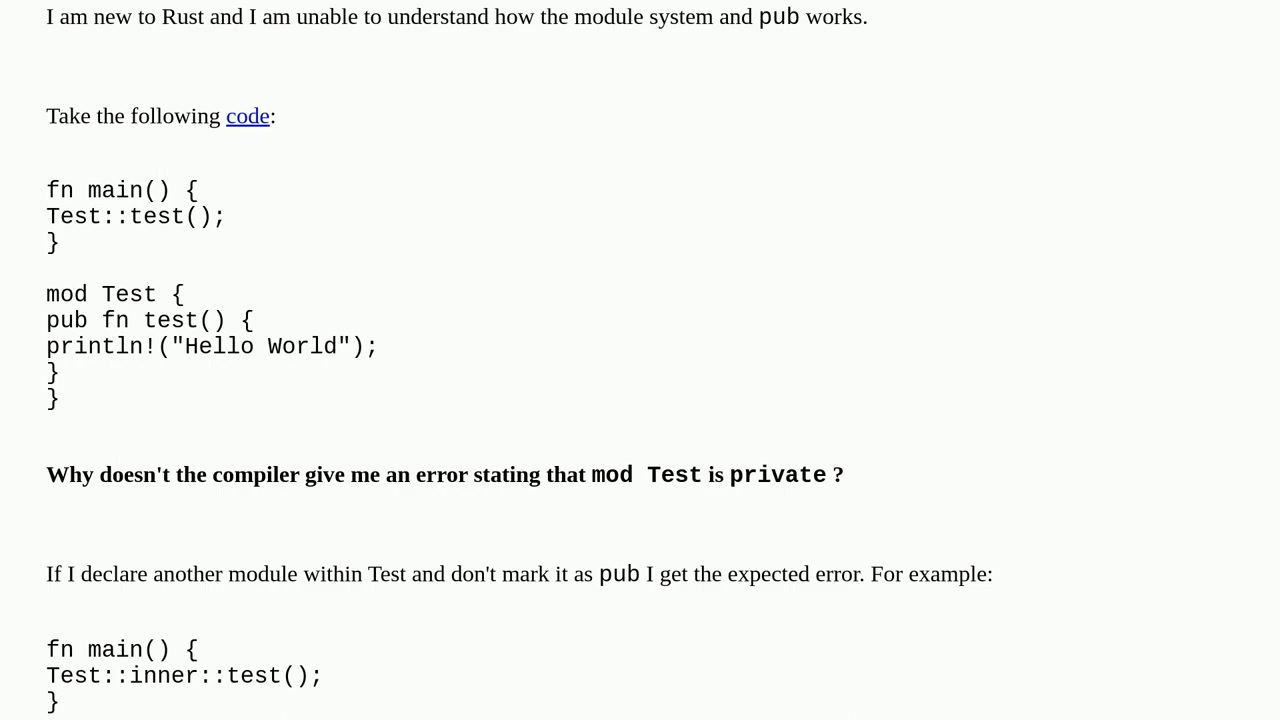 I am new to Rust and I am unable to understand how the module system and pub works.
Take the following code:
fn main() {
Test::test();
}
mod Test {
pub fn test() {
println!("Hello World");
}
}
Why doesn't the compiler give me an error stating that mod Test is private ?
If I declare another module within Test and don't mark it as pub I get the expected error. For example:
fn main() {
Test::inner::test();
}